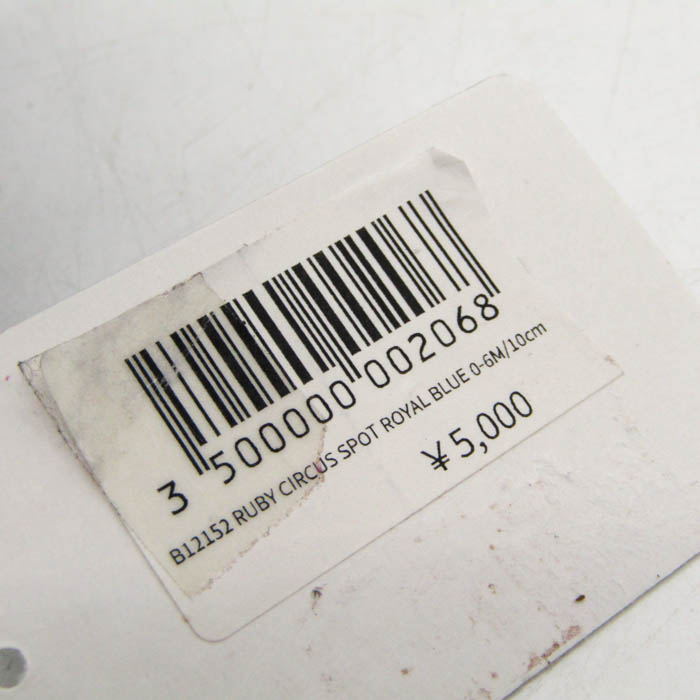 3 500000 002068
B12152 RUBY CIRCUS SPOT ROYAL BLUE 0-6M/10cm
¥5,000